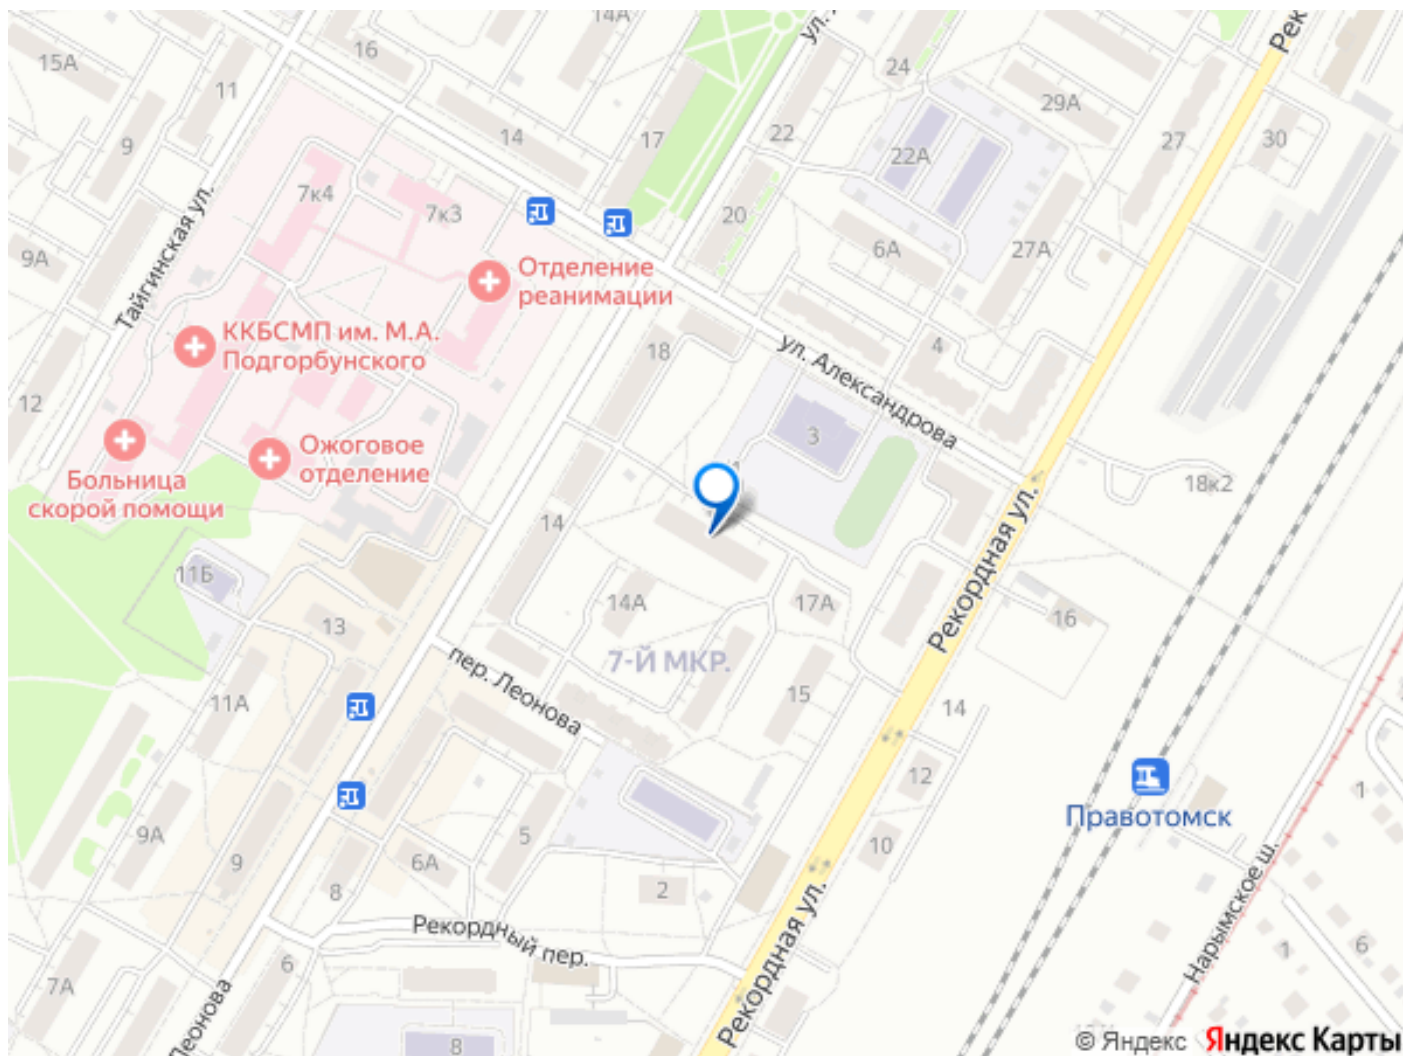 14А
ул.
Рек
16
15А
11
24
29А
14
17
22
27
30
9
22А
7к4
7к3
20
6А
27А
9А
Тайгинская ул.
Отделение
реанимации
ККБСМП им. М.А.
Подгорбунского
18
ул. Александрова
4
12
3
Ожоговое
отделение
Больница
скорой помощи
18к2
14
Рекордная ул.
11Б
14А
17А
16
13
7-Й МКР.
пер. Леонова
15
11А
14
12
Правотомск
1
9А
5
10
9
6А
8
2
Рекордный пер.
Рекордная ул.
Нарымское ш.
6
1
6
7А
Леонова
8
© Яндекс Яндекс Карты